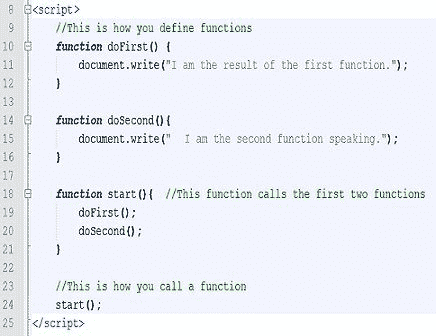 8 <script>
9 //This is how you define functions
10 function doFirst() {
11 document.write("I am the result of the first function.");
12 }
13
14 function doSecond(){
15 document.write("  I am the second function speaking.");
16 }
17
18 function start(){ //This function calls the first two functions
19 doFirst();
20 doSecond();
21 }
22
23 //This is how you call a function
24 start();
25 </script>